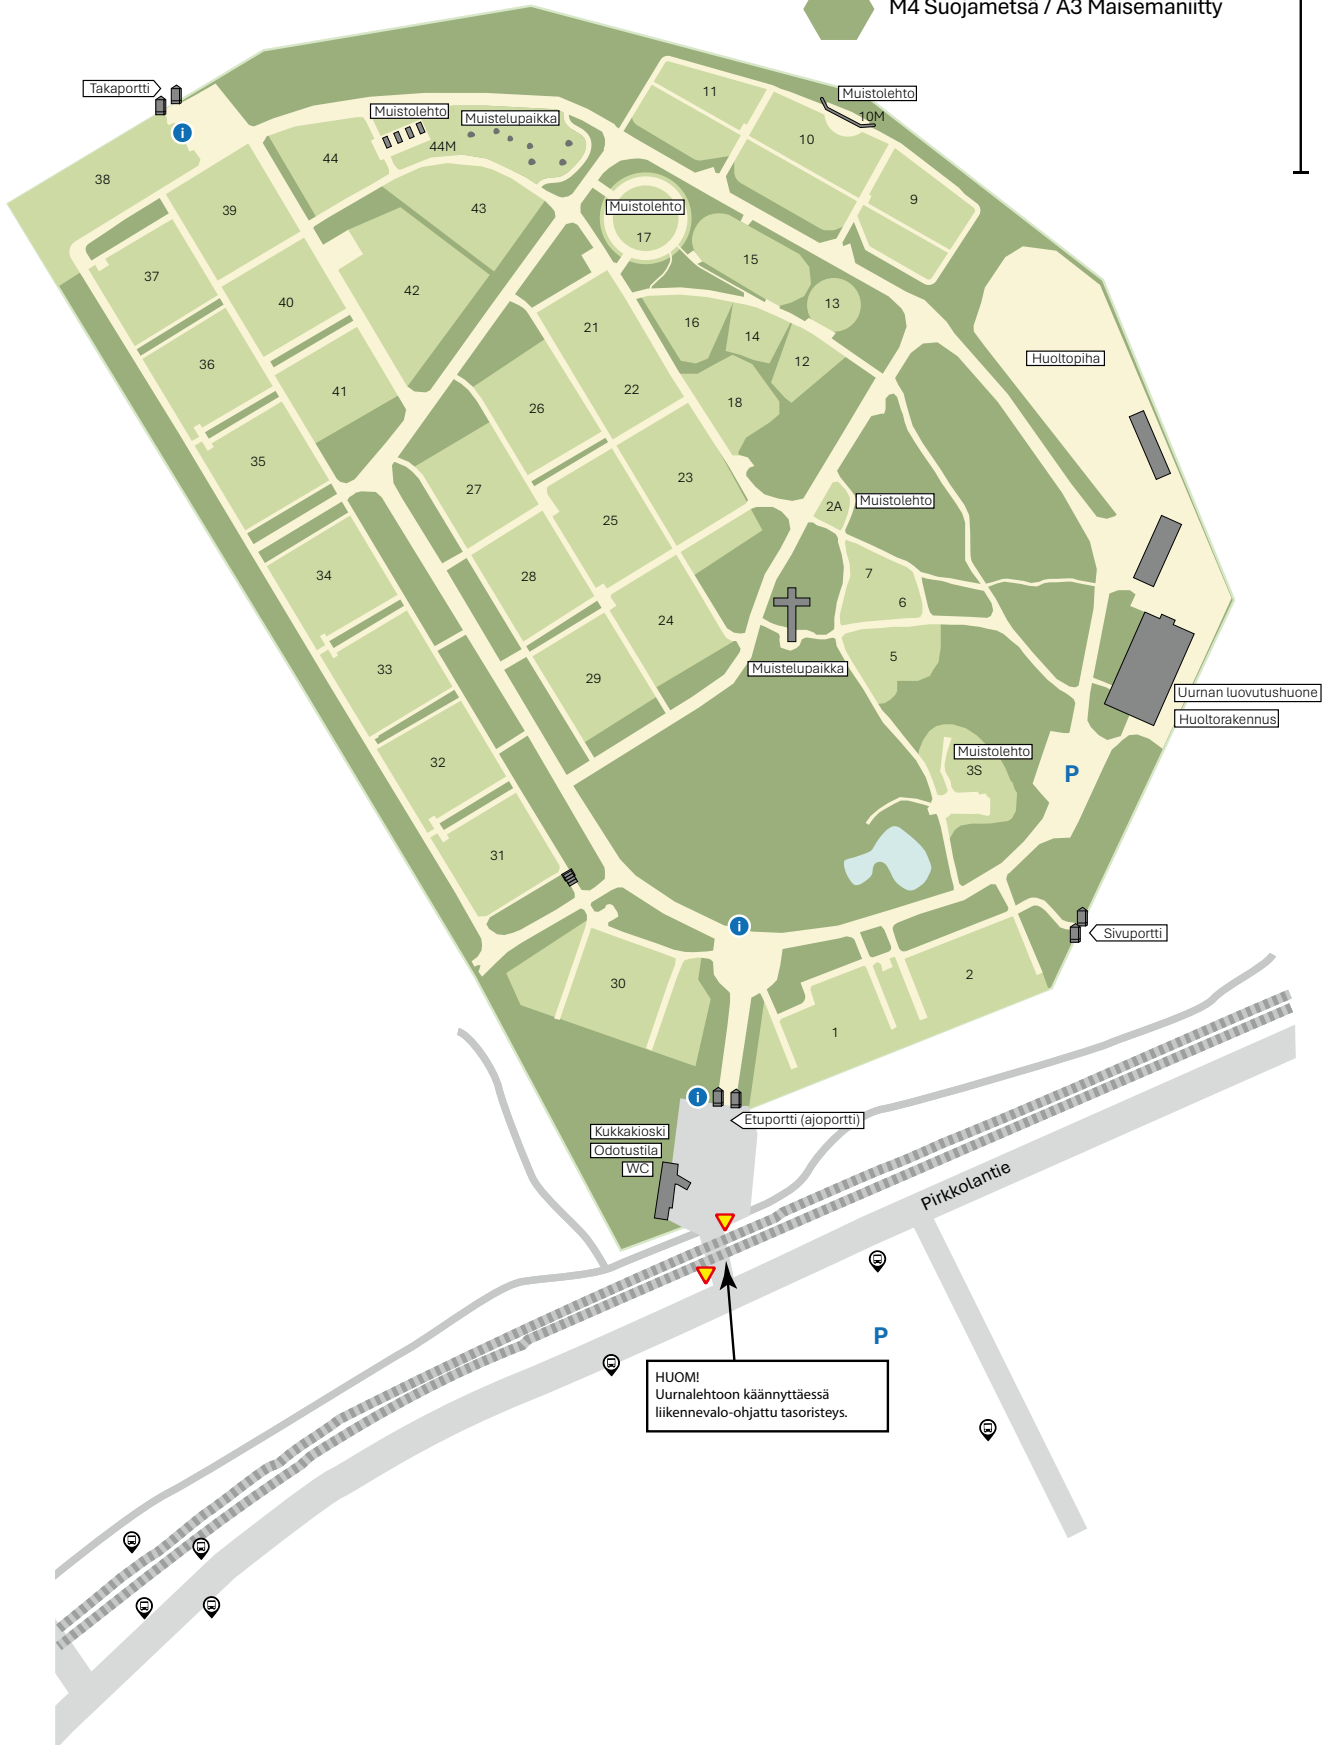 M4 Suojametsä / A3 Maisemaniitty
Takaportti
i
Muistolehto
Muistelupaikka
Muistolehto
10M
11
10
9
44
44M
38
39
43
Muistolehto
17
15
13
37
40
42
21
16
14
12
Huoltopiha
36
41
26
22
18
35
27
25
23
2A
Muistolehto
34
28
24
7
6
33
29
Muistelupaikka
5
Uurnan luovutushuone
Huoltorakennus
32
Muistolehto
3S
P
31
i
Sivuportti
30
2
1
i
Etuportti (ajoportti)
Kukkakioski
Odotustila
WC
Pirkkolantie
P
HUOM!
Uurnalehtoon käännyttäessä
liikennevalo-ohjattu tasoristeys.